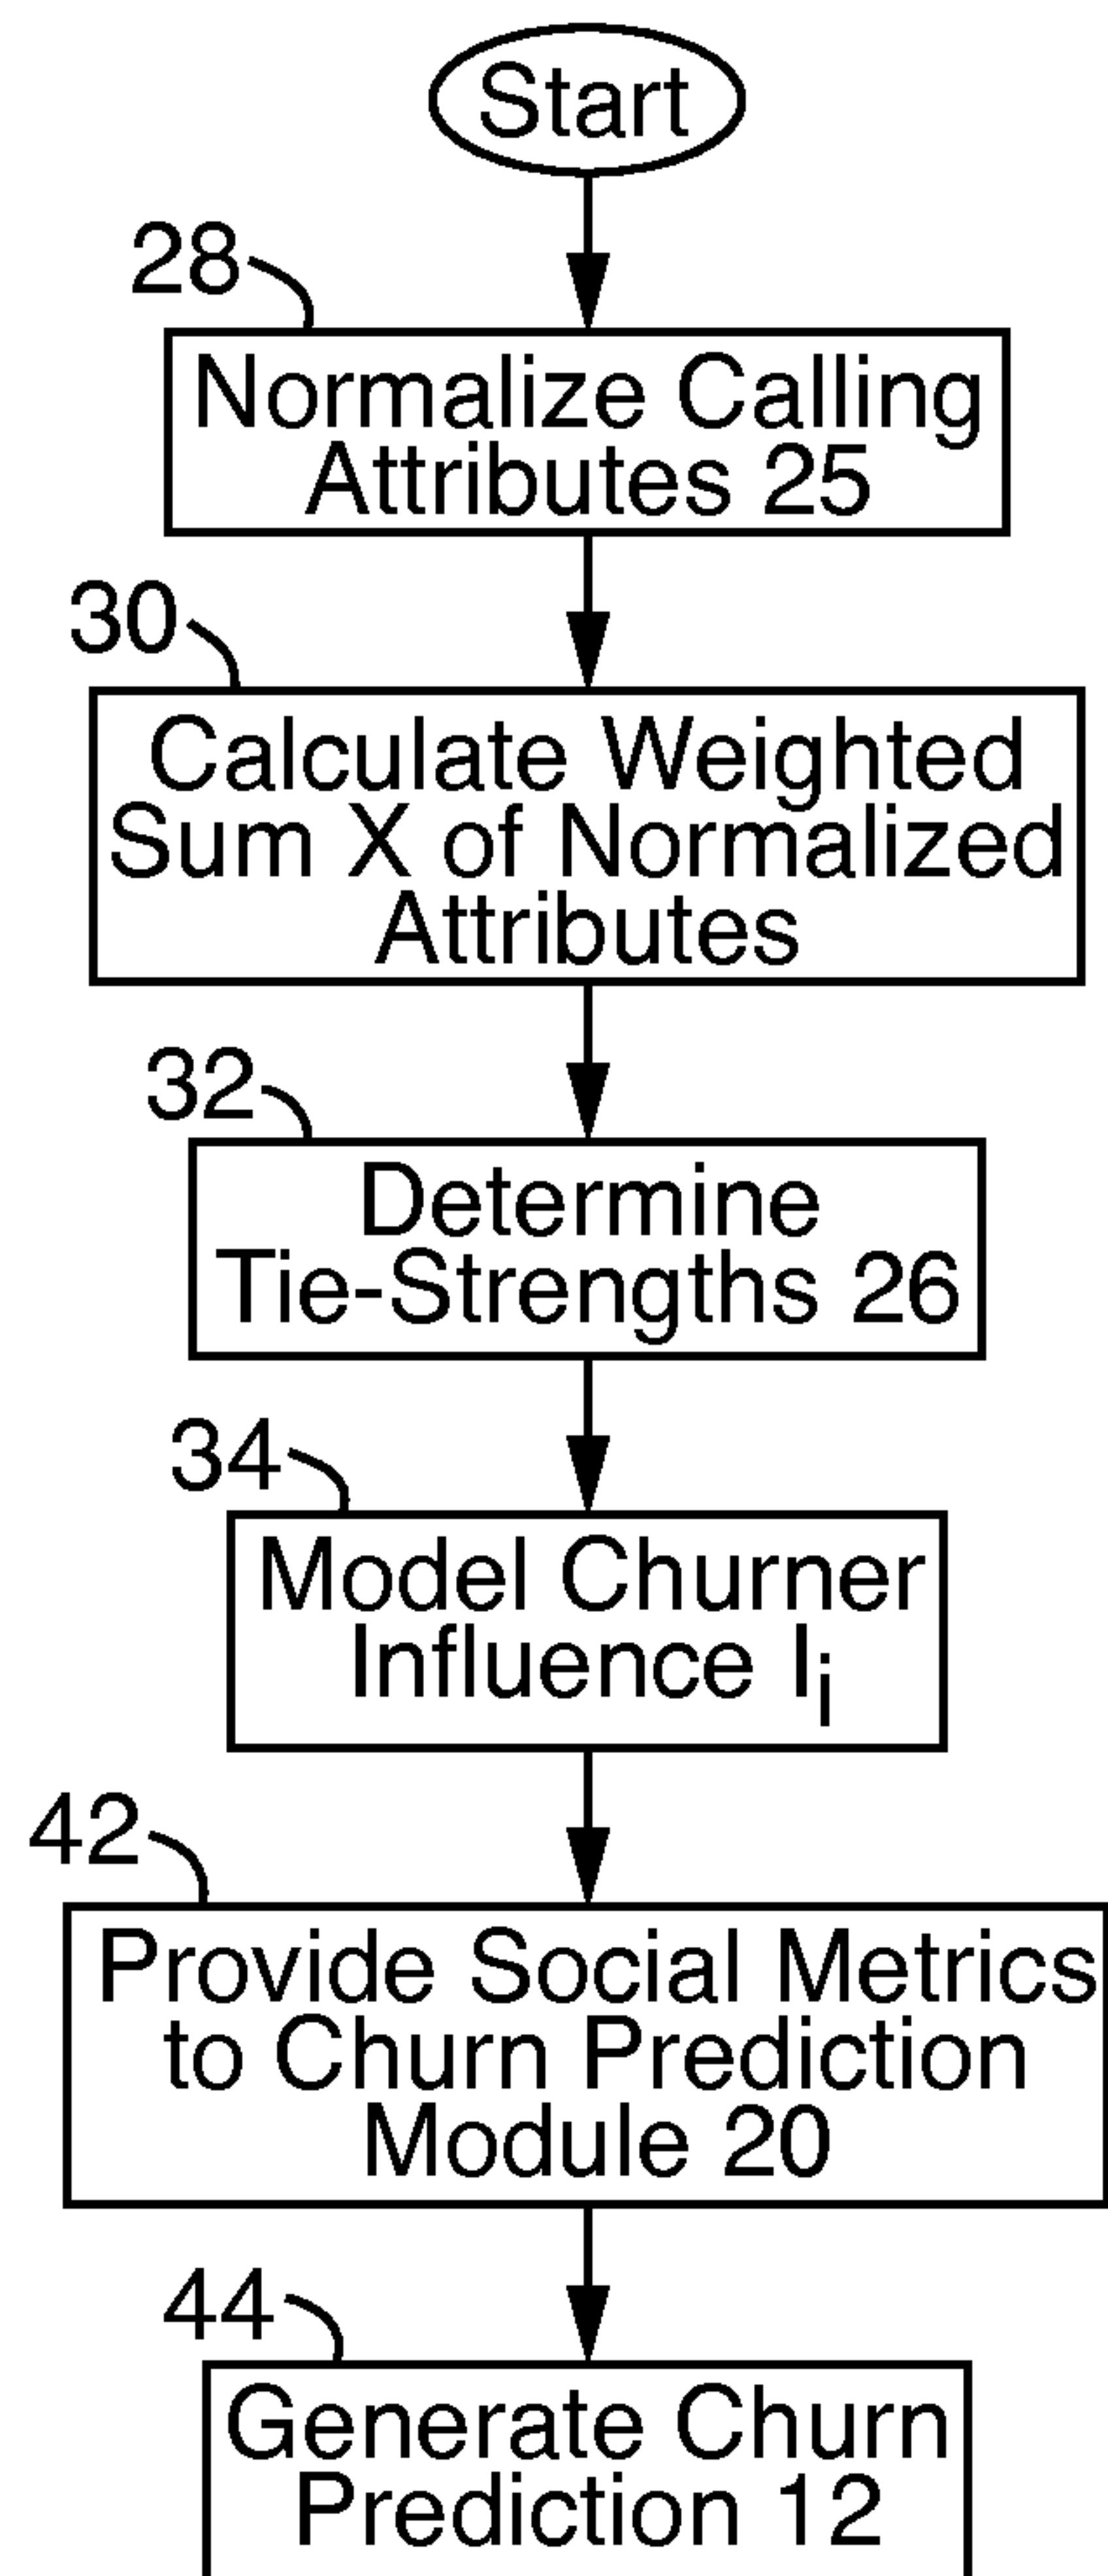 Start
28
Normalize Calling
Attributes 25
30
Calculate Weighted
Sum X of Normalized
Attributes
32
Determine
Tie-Strengths 26
34
Model Churner
Influence Ii
42
Provide Social Metrics
to Churn Prediction
Module 20
44
Generate Churn
Prediction 12